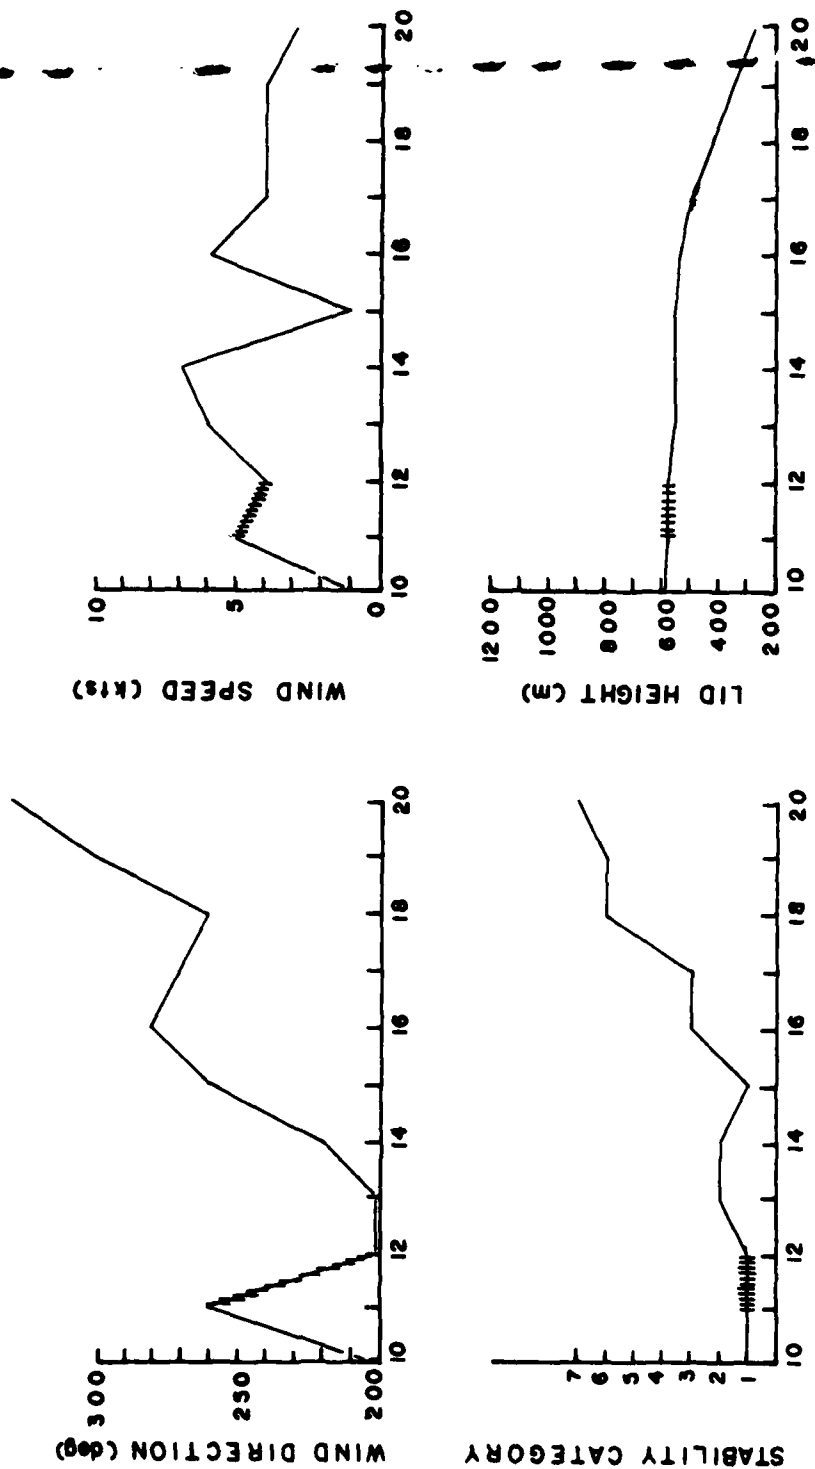 WIND SPEED (kts)
10
5
0
10 12 14 16 18 20
LID HEIGHT (m)
1200
1000
800
600
400
200
10 12 14 16 18 20
WIND DIRECTION (deg)
300
250
200
10 12 14 16 18 20
STABILITY CATEGORY
7
6
5
4
3
2
1
10 12 14 16 18 20